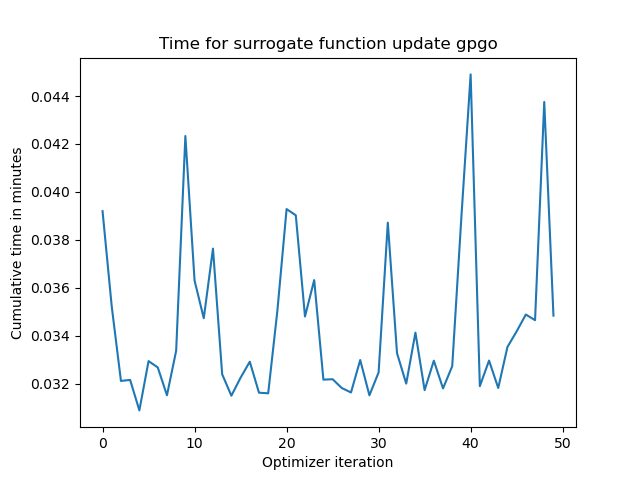 Time for surrogate function update gpgo
Cumulative time in minutes
0.044
0.042
0.040
0.038
0.036
0.034
0.032
0 10 20 30 40 50
Optimizer iteration